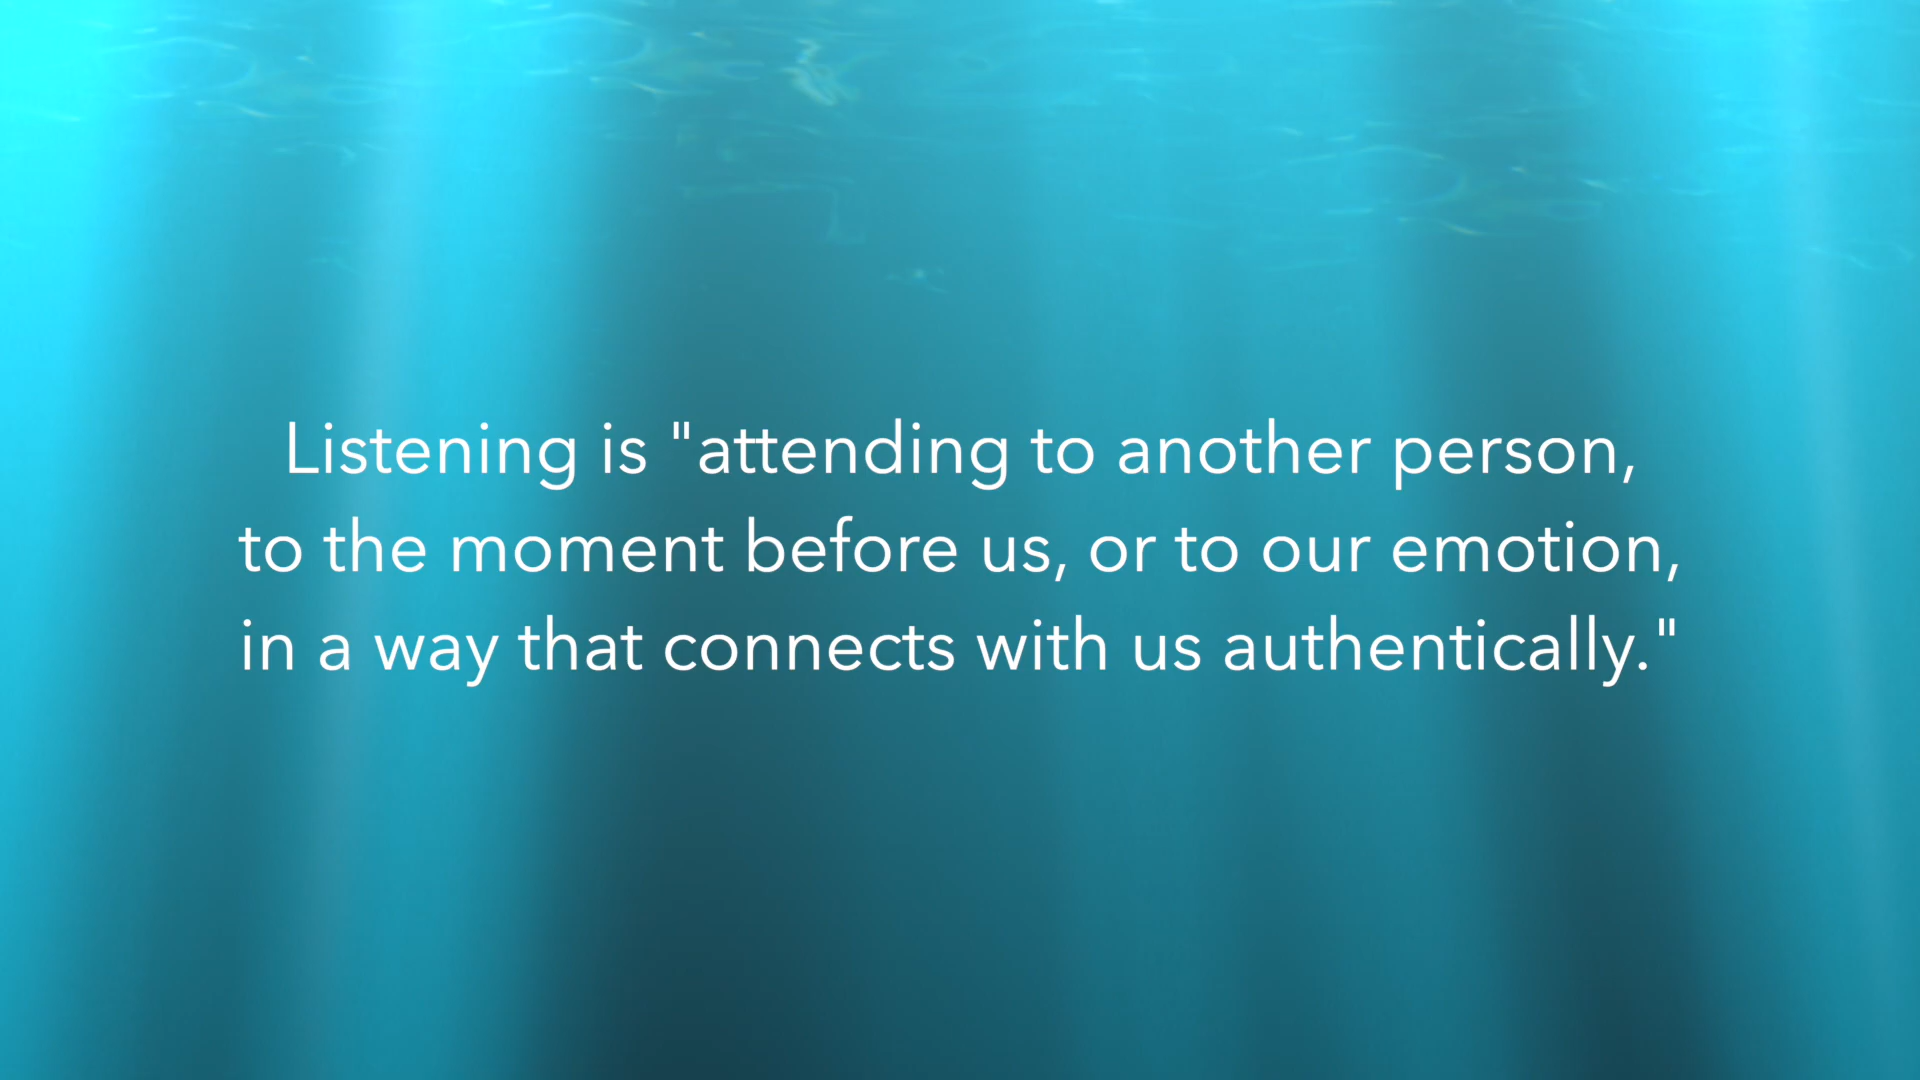 Listening is "attending to another person,
to the moment before us, or to our emotion,
in a way that connects with us authentically."